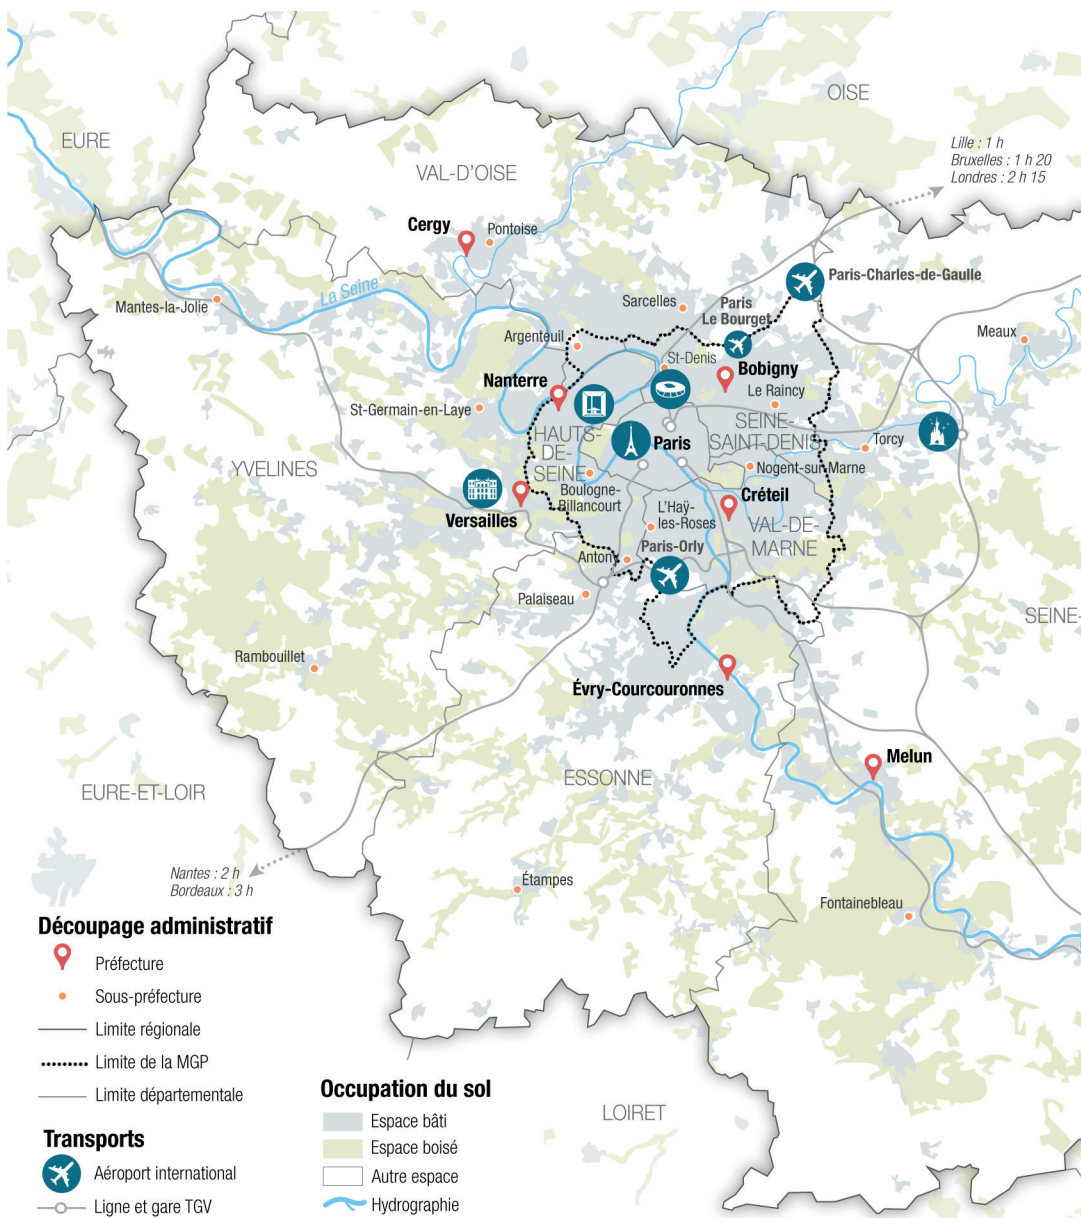 OISE
EURE
Lille : 1 h
Bruxelles : 1 h 20
Londres : 2 h 15
VAL-D'OISE
Cergy
Pontoise
Paris-Charles-de-Gaulle
La Seine
Mantes-la-Jolie
Sarcelles
Paris
Le Bourget
Meaux
Argenteuil
St-Denis
Bobigny
Nanterre
Le Raincy
St-Germain-en-Laye
HAUTS-
DE-
SEINE
Paris
SEINE-
SAINT-DENIS
Torcy
YVELINES
Nogent-sur-Marne
Boulogne-
Billancourt
Créteil
Versailles
L'Haÿ-
les-Roses
VAL-DE-
MARNE
Antony
Paris-Orly
Palaiseau
SEINE-
Rambouillet
Évry-Courcouronnes
Melun
ESSONNE
EURE-ET-LOIR
Nantes : 2 h
Bordeaux : 3 h
Étampes
Fontainebleau
Découpage administratif
Préfecture
Sous-préfecture
Limite régionale
Limite de la MGP
Limite départementale
Transports
Aéroport international
Ligne et gare TGV
Occupation du sol
Espace bâti
Espace boisé
Autre espace
Hydrographie
LOIRET